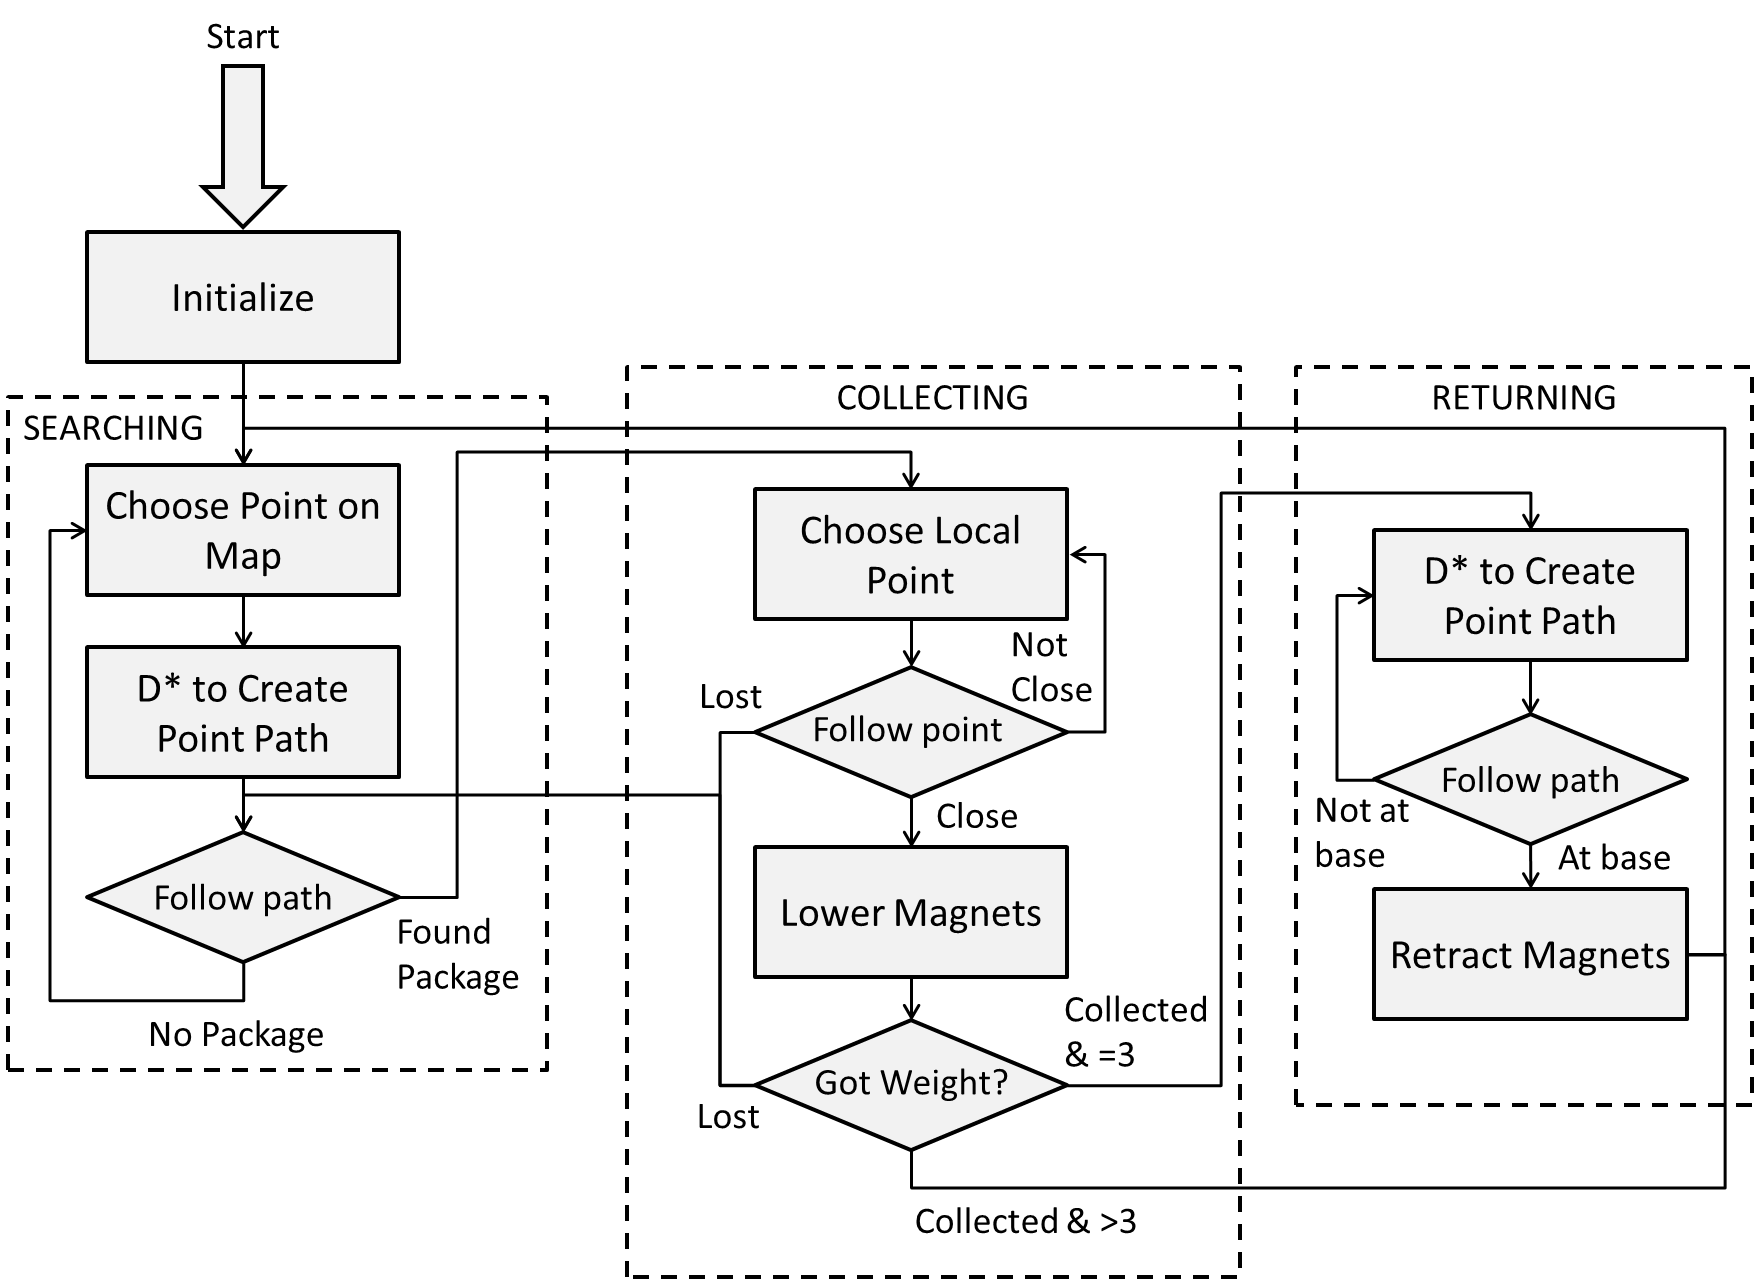 Start
Initialize
SEARCHING
Choose Point on
Map
D* to Create
Point Path
Follow path
Found
Package
No Package
COLLECTING
Choose Local
Point
Not
Close
Lost
Follow point
Close
Lower Magnets
Collected
& =3
Got Weight?
Lost
Collected & >3
RETURNING
D* to Create
Point Path
Follow path
Not at
base
At base
Retract Magnets